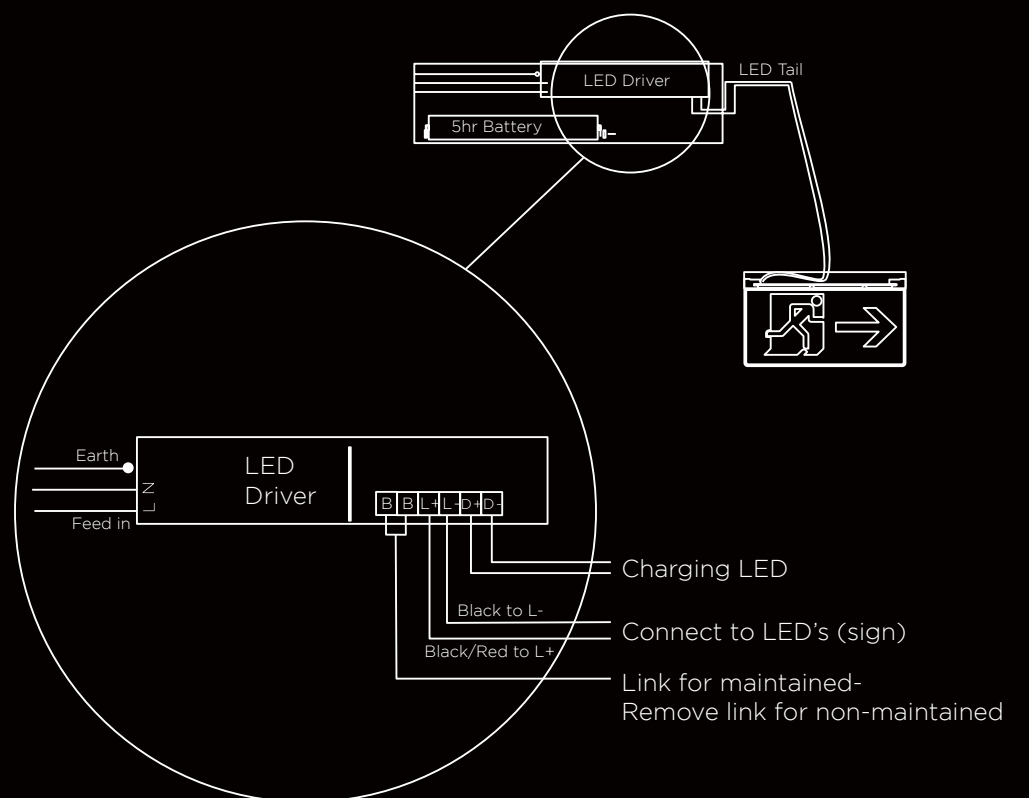 LED Driver
LED Tail
5hr Battery
Earth
L N
Feed in
LED
Driver
B B L+ L- D+ D-
Charging LED
Black to L-
Connect to LED's (sign)
Black/Red to L+
Link for maintained-
Remove link for non-maintained